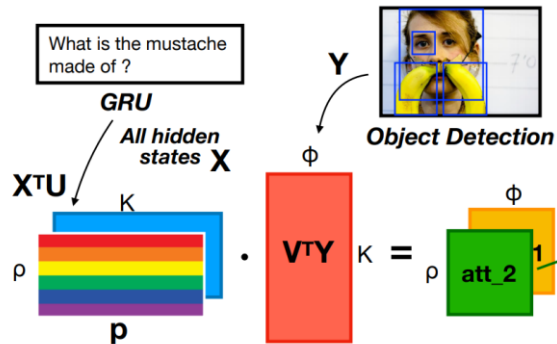 What is the mustache
made of ?
GRU
All hidden
states X
Y
Object Detection
XᵀU
K
Φ
Φ
ρ
·
VᵀY
K
=
ρ
att_2
1
p